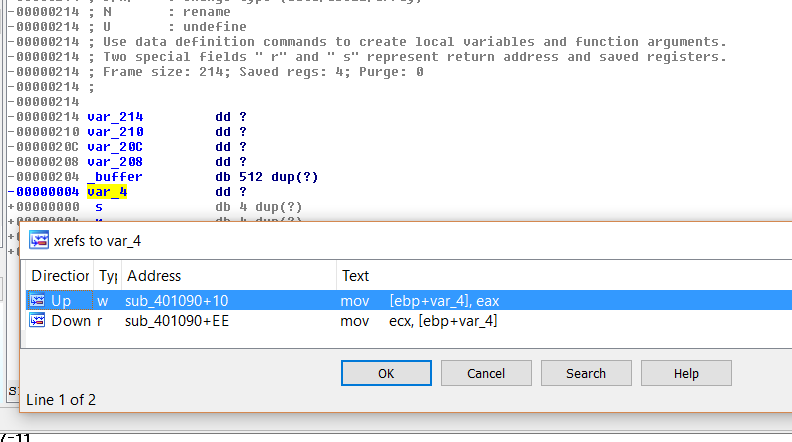 -00000214 ; N : rename
-00000214 ; U : undefine
-00000214 ; Use data definition commands to create local variables and function arguments.
-00000214 ; Two special fields " r" and " s" represent return address and saved registers.
-00000214 ; Frame size: 214; Saved regs: 4; Purge: 0
-00000214 ;
-00000214
-00000214 var_214 dd ?
-00000210 var_210 dd ?
-0000020C var_20C dd ?
-00000208 var_208 dd ?
-00000204 _buffer db 512 dup(?)
-00000004 var_4 dd ?
+00000000 s db 4 dup(?)
xrefs to var_4
Direction Typ Address Text
Up w sub_401090+10 mov [ebp+var_4], eax
Down r sub_401090+EE mov ecx, [ebp+var_4]
OK Cancel Search Help
Line 1 of 2
7-11